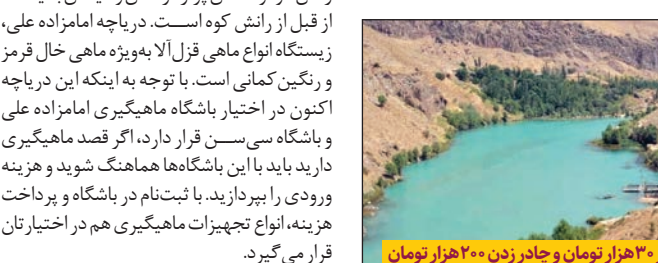 از قبل از رانش کوه است. دریاچه امامزاده علی،
زیستگاه انواع ماهی قزل‌آلا به‌ویژه ماهی خال قرمز
و رنگین کمانی است. با توجه به اینکه این دریاچه
اکنون در اختیار باشگاه ماهیگیری امامزاده علی
و باشگاه سی‌سن قرار دارد، اگر قصد ماهیگیری
دارید باید با این باشگاه‌ها هماهنگ شوید و هزینه
ورودی را بپردازید. با ثبت‌نام در باشگاه و پرداخت
هزینه، انواع تجهیزات ماهیگیری هم در اختیارتان
قرار می‌گیرد.
۳۰هزار تومان و چادر زدن ۲۰۰هزار تومان